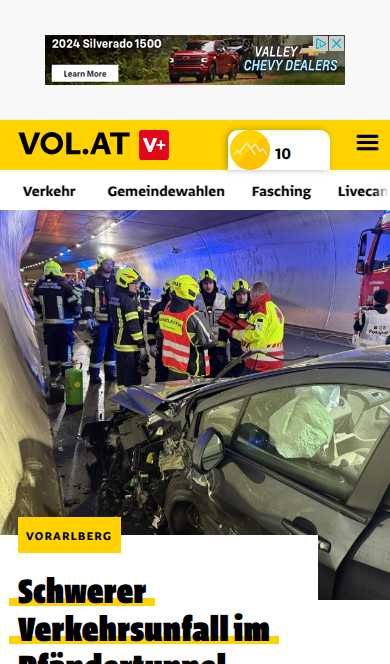 2024 Silverado 1500
Learn More
VALLEY
CHEVY DEALERS
VOL.AT V+
10
Verkehr Gemeindewahlen Fasching Livecam
VORARLBERG
Schwerer
Verkehrsunfall im
Pfändertunnel